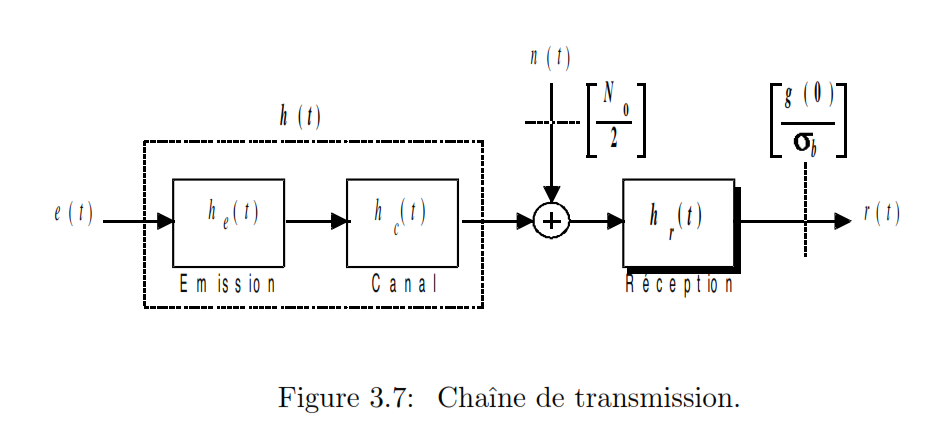 n (t)
[N0/2]
[g (0)/σb]
h (t)
e (t)
he(t)
hc(t)
hr(t)
r (t)
Emission
Canal
Réception
Figure 3.7: Chaîne de transmission.